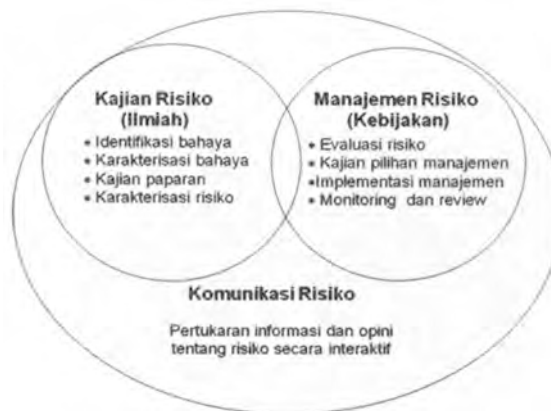 Kajian Risiko
(Ilmiah)
• Identifikasi bahaya
• Karakterisasi bahaya
• Kajian paparan
• Karakterisasi risiko
Manajemen Risiko
(Kebijakan)
• Evaluasi risiko
• Kajian pilihan manajemen
•Implementasi manajemen
• Monitoring dan review
Komunikasi Risiko
Pertukaran informasi dan opini
tentang risiko secara interaktif